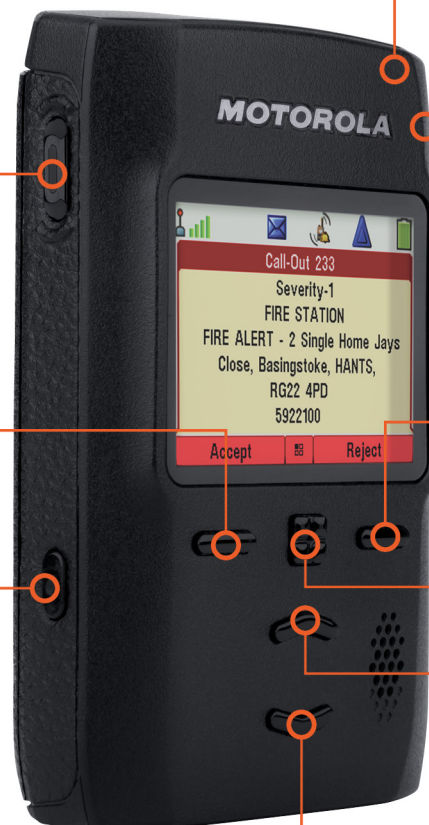 MOTOROLA
Call-Out 233
Severity-1
FIRE STATION
FIRE ALERT - 2 Single Home Jays
Close, Basingstoke, HANTS,
RG22 4PD
5922100
Accept
Reject